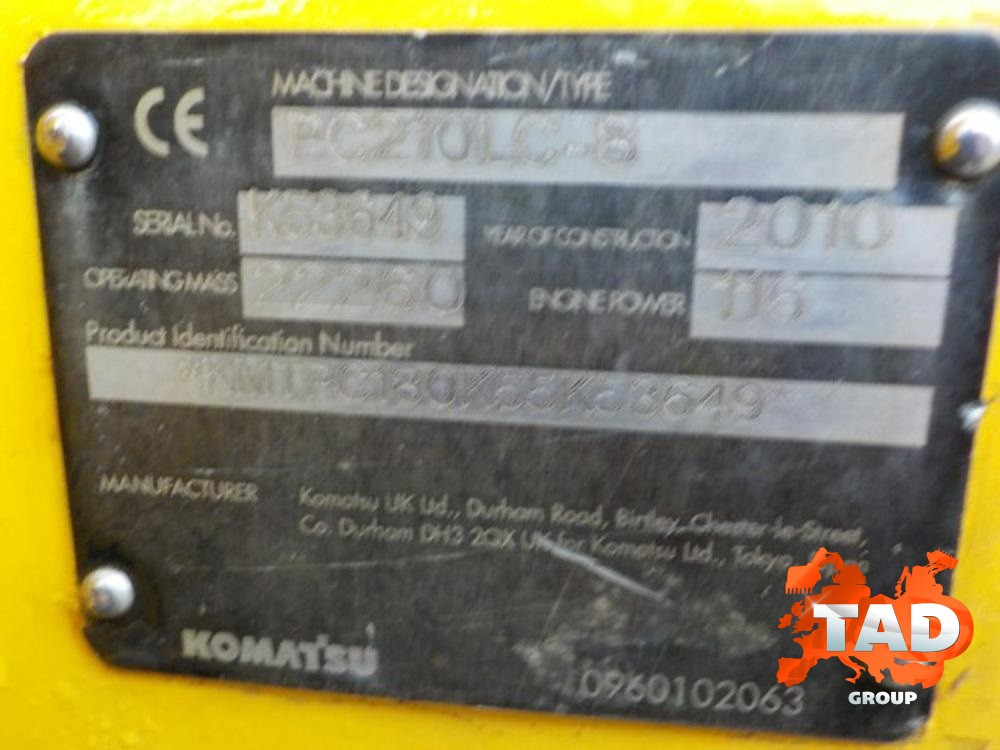 CE
MACHINE DESIGNATION/TYPE
PC210LC-8
SERIAL No. K53649
YEAR OF CONSTRUCTION 2010
OPERATING MASS 22260
ENGINE POWER 116
Product Identification Number
*KMTPC180K55K53649*
MANUFACTURER
Komatsu UK Ltd., Durham Road, Birtley, Chester-le-Street,
Co. Durham DH3 2QX UK for Komatsu Ltd., Tokyo,
KOMATSU
0960102063
TAD
GROUP